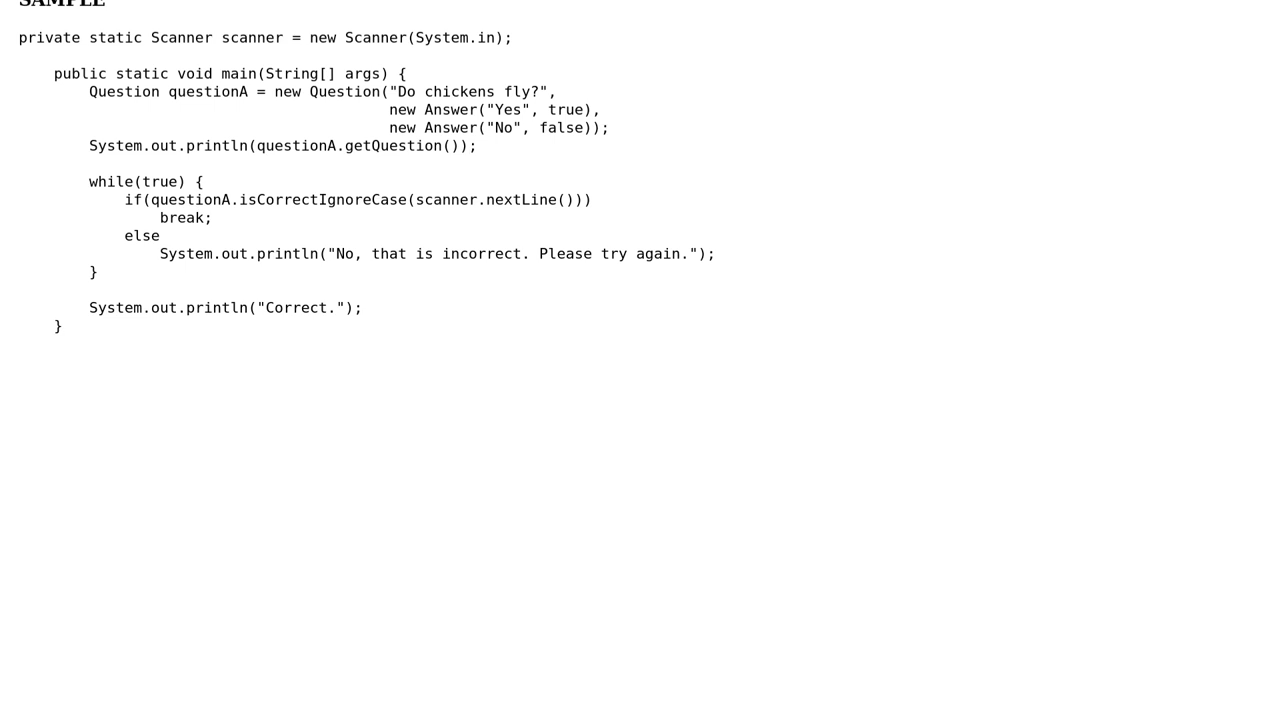 SAMPLE
private static Scanner scanner = new Scanner(System.in);
    public static void main(String[] args) {
        Question questionA = new Question("Do chickens fly?",
                                          new Answer("Yes", true),
                                          new Answer("No", false));
        System.out.println(questionA.getQuestion());
        while(true) {
            if(questionA.isCorrectIgnoreCase(scanner.nextLine()))
                break;
            else
                System.out.println("No, that is incorrect. Please try again.");
        }
        System.out.println("Correct.");
    }